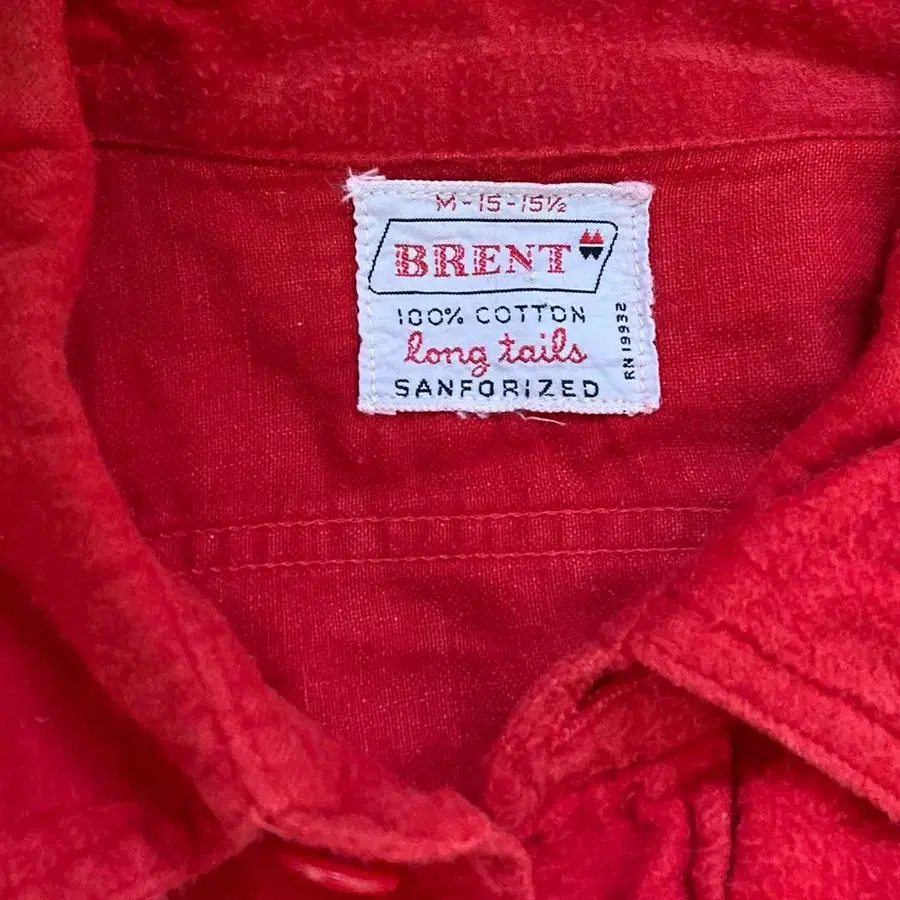 M-15-15½
BRENT
100% COTTON
long tails
SANFORIZED
RN 19932